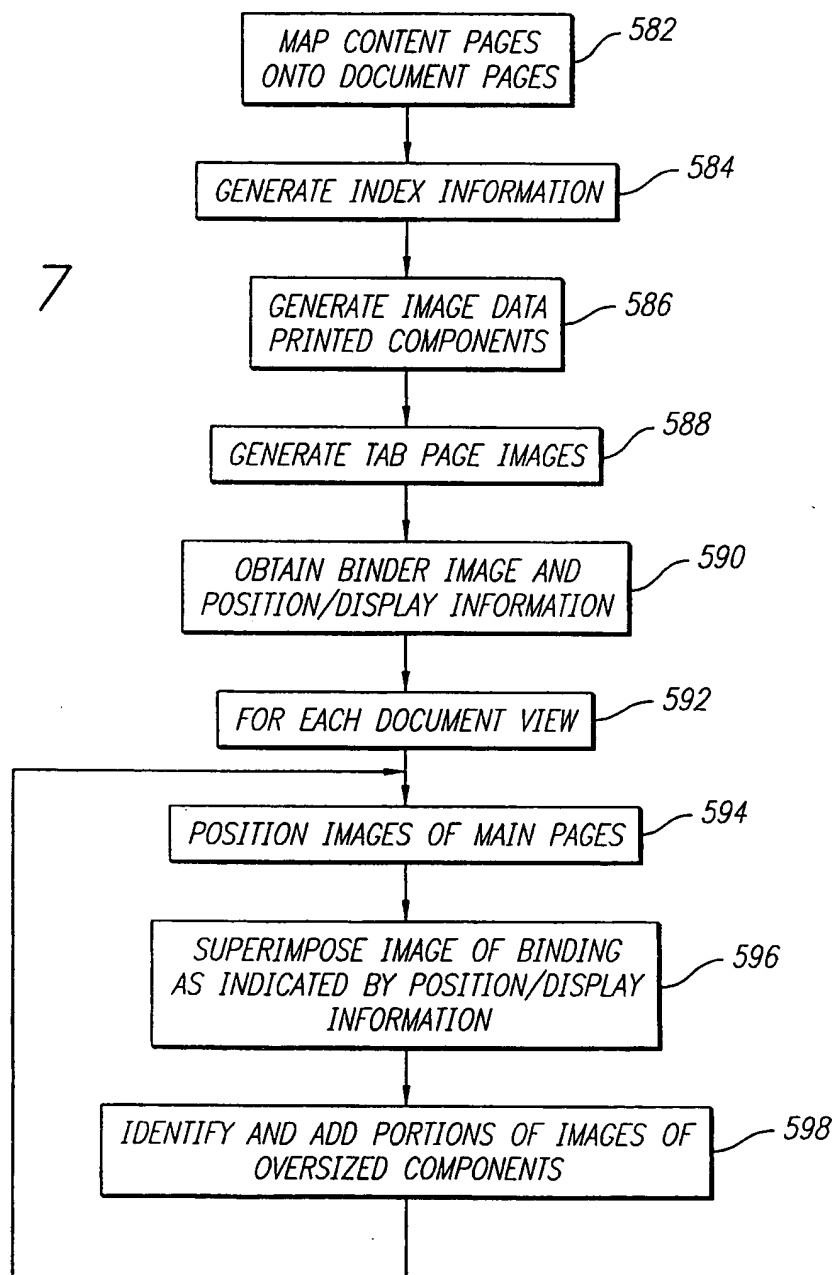 MAP CONTENT PAGES
ONTO DOCUMENT PAGES
582
GENERATE INDEX INFORMATION
584
7
GENERATE IMAGE DATA
PRINTED COMPONENTS
586
GENERATE TAB PAGE IMAGES
588
OBTAIN BINDER IMAGE AND
POSITION/DISPLAY INFORMATION
590
FOR EACH DOCUMENT VIEW
592
POSITION IMAGES OF MAIN PAGES
594
SUPERIMPOSE IMAGE OF BINDING
AS INDICATED BY POSITION/DISPLAY
INFORMATION
596
IDENTIFY AND ADD PORTIONS OF IMAGES OF
OVERSIZED COMPONENTS
598